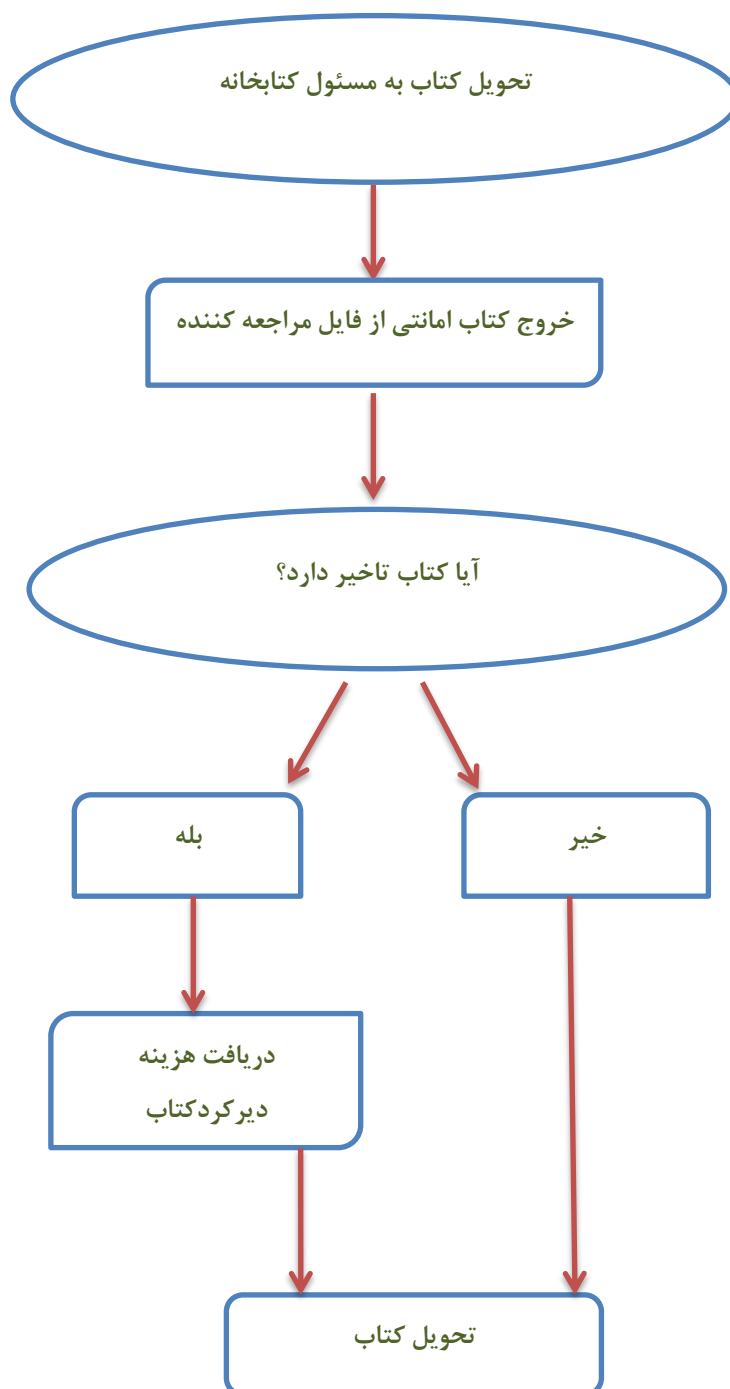 تحویل کتاب به مسئول کتابخانه
خروج کتاب امانتی از فایل مراجعه کننده
آیا کتاب تاخیر دارد؟
خیر
بله
دریافت هزینه
دیرکردکتاب
تحویل کتاب